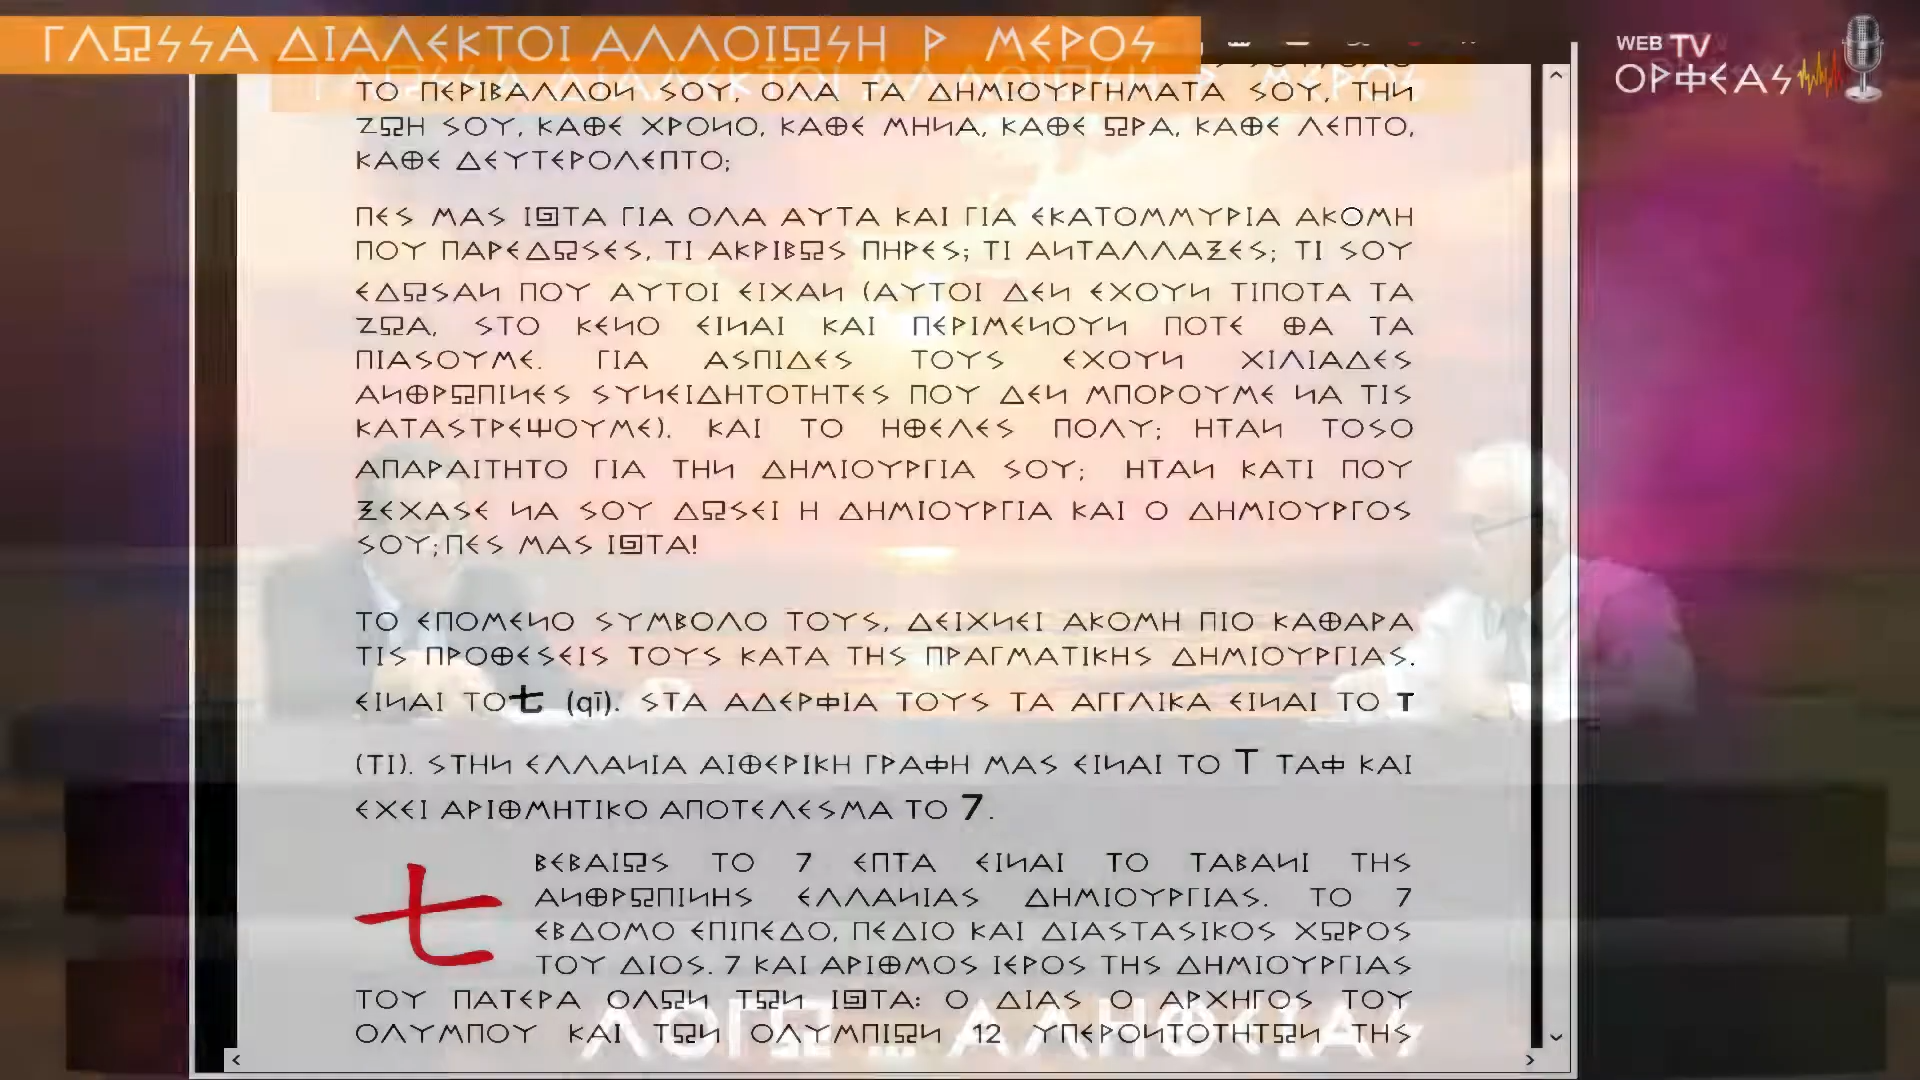 ΓΛΩΣΣΑ ΔΙΑΛΕΚΤΟΙ ΑΛΛΟΙΩΣΗ Ρ ΜΕΡΟΣ
WEB TV
ΟΡΦΕΑΣ
ΤΟ ΠΕΡΙΒΑΛΛΟΝ ΣΟΥ, ΟΛΑ ΤΑ ΔΗΜΙΟΥΡΓΗΜΑΤΑ ΣΟΥ, ΤΗΝ
ΖΩΗ ΣΟΥ, ΚΑΘΕ ΧΡΟΝΟ, ΚΑΘΕ ΜΗΝΑ, ΚΑΘΕ ΩΡΑ, ΚΑΘΕ ΛΕΠΤΟ,
ΚΑΘΕ ΔΕΥΤΕΡΟΛΕΠΤΟ;
ΠΕΣ ΜΑΣ ΙΩΤΑ ΓΙΑ ΟΛΑ ΑΥΤΑ ΚΑΙ ΓΙΑ ΕΚΑΤΟΜΜΥΡΙΑ ΑΚΟΜΗ
ΠΟΥ ΠΑΡΕΔΩΣΕΣ, ΤΙ ΑΚΡΙΒΩΣ ΠΗΡΕΣ; ΤΙ ΑΝΤΑΛΛΑΞΕΣ; ΤΙ ΣΟΥ
ΕΔΩΣΑΝ ΠΟΥ ΑΥΤΟΙ ΕΙΧΑΝ (ΑΥΤΟΙ ΔΕΝ ΕΧΟΥΝ ΤΙΠΟΤΑ ΤΑ
ΖΩΑ, ΣΤΟ ΚΕΝΟ ΕΙΝΑΙ ΚΑΙ ΠΕΡΙΜΕΝΟΥΝ ΠΟΤΕ ΘΑ ΤΑ
ΠΙΑΣΟΥΜΕ. ΓΙΑ ΑΣΠΙΔΕΣ ΤΟΥΣ ΕΧΟΥΝ ΧΙΛΙΑΔΕΣ
ΑΝΘΡΩΠΙΝΕΣ ΣΥΝΕΙΔΗΤΟΤΗΤΕΣ ΠΟΥ ΔΕΝ ΜΠΟΡΟΥΜΕ ΝΑ ΤΙΣ
ΚΑΤΑΣΤΡΕΨΟΥΜΕ). ΚΑΙ ΤΟ ΗΘΕΛΕΣ ΠΟΛΥ; ΗΤΑΝ ΤΟΣΟ
ΑΠΑΡΑΙΤΗΤΟ ΓΙΑ ΤΗΝ ΔΗΜΙΟΥΡΓΙΑ ΣΟΥ; ΗΤΑΝ ΚΑΤΙ ΠΟΥ
ΞΕΧΑΣΕ ΝΑ ΣΟΥ ΔΩΣΕΙ Η ΔΗΜΙΟΥΡΓΙΑ ΚΑΙ Ο ΔΗΜΙΟΥΡΓΟΣ
ΣΟΥ;ΠΕΣ ΜΑΣ ΙΩΤΑ!
ΤΟ ΕΠΟΜΕΝΟ ΣΥΜΒΟΛΟ ΤΟΥΣ, ΔΕΙΧΝΕΙ ΑΚΟΜΗ ΠΙΟ ΚΑΘΑΡΑ
ΤΙΣ ΠΡΟΘΕΣΕΙΣ ΤΟΥΣ ΚΑΤΑ ΤΗΣ ΠΡΑΓΜΑΤΙΚΗΣ ΔΗΜΙΟΥΡΓΙΑΣ.
ΕΙΝΑΙ ΤΟ七 (qī). ΣΤΑ ΑΔΕΡΦΙΑ ΤΟΥΣ ΤΑ ΑΓΓΛΙΚΑ ΕΙΝΑΙ ΤΟ T
(ΤΙ). ΣΤΗΝ ΕΛΛΑΝΙΑ ΑΙΘΕΡΙΚΗ ΓΡΑΦΗ ΜΑΣ ΕΙΝΑΙ ΤΟ Τ ΤΑΦ ΚΑΙ
ΕΧΕΙ ΑΡΙΘΜΗΤΙΚΟ ΑΠΟΤΕΛΕΣΜΑ ΤΟ 7.
七
ΒΕΒΑΙΩΣ ΤΟ 7 ΕΠΤΑ ΕΙΝΑΙ ΤΟ ΤΑΒΑΝΙ ΤΗΣ
ΑΝΘΡΩΠΙΝΗΣ ΕΛΛΑΝΙΑΣ ΔΗΜΙΟΥΡΓΙΑΣ. ΤΟ 7
ΕΒΔΟΜΟ ΕΠΙΠΕΔΟ, ΠΕΔΙΟ ΚΑΙ ΔΙΑΣΤΑΣΙΚΟΣ ΧΩΡΟΣ
ΤΟΥ ΔΙΟΣ. 7 ΚΑΙ ΑΡΙΘΜΟΣ ΙΕΡΟΣ ΤΗΣ ΔΗΜΙΟΥΡΓΙΑΣ
ΤΟΥ ΠΑΤΕΡΑ ΟΛΩΝ ΤΩΝ ΙΩΤΑ: Ο ΔΙΑΣ Ο ΑΡΧΗΓΟΣ ΤΟΥ
ΟΛΥΜΠΟΥ ΚΑΙ ΤΩΝ ΟΛΥΜΠΙΩΝ 12 ΥΠΕΡΟΝΤΟΤΗΤΩΝ ΤΗΣ
ΛΟΓΩ ... ΑΛΗΘΕΙΑΣ